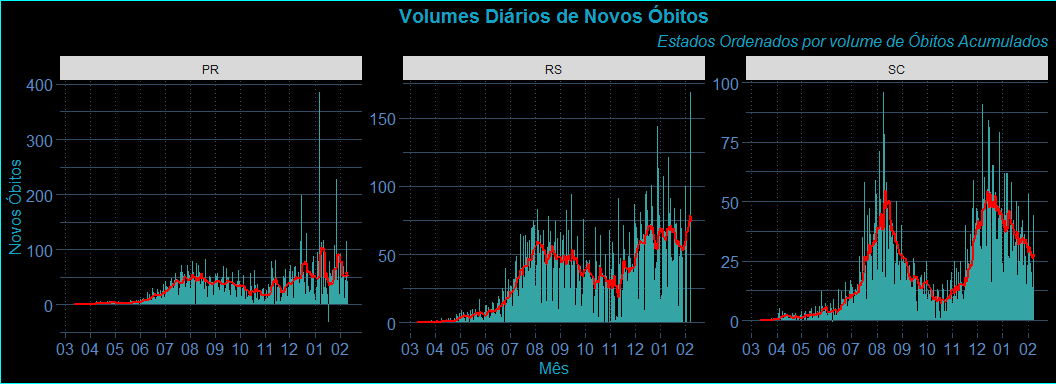 Volumes Diários de Novos Óbitos
Estados Ordenados por volume de Óbitos Acumulados
PR
RS
SC
Novos Óbitos
400
300
200
100
0
150
100
50
0
100
75
50
25
0
03 04 05 06 07 08 09 10 11 12 01 02
03 04 05 06 07 08 09 10 11 12 01 02
03 04 05 06 07 08 09 10 11 12 01 02
Mês